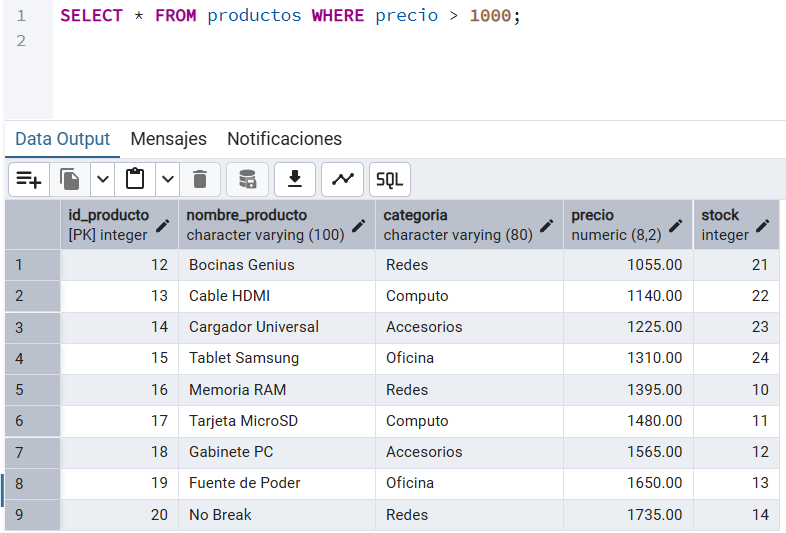 1 SELECT * FROM productos WHERE precio > 1000;
2
Data Output Mensajes Notificaciones
SQL
id_producto nombre_producto categoria precio stock
[PK] integer character varying (100) character varying (80) numeric (8,2) integer
1 12 Bocinas Genius Redes 1055.00 21
2 13 Cable HDMI Computo 1140.00 22
3 14 Cargador Universal Accesorios 1225.00 23
4 15 Tablet Samsung Oficina 1310.00 24
5 16 Memoria RAM Redes 1395.00 10
6 17 Tarjeta MicroSD Computo 1480.00 11
7 18 Gabinete PC Accesorios 1565.00 12
8 19 Fuente de Poder Oficina 1650.00 13
9 20 No Break Redes 1735.00 14